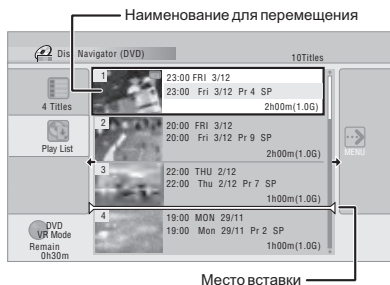 Наименование для перемещения
Disc Navigator (DVD)
10Titles
1
23:00 FRI 3/12
23:00 Fri 3/12 Pr 4 SP
2h00m(1.0G)
4 Titles
2
20:00 FRI 3/12
20:00 Fri 3/12 Pr 9 SP
2h00m(1.0G)
Play List
MENU
3
22:00 THU 2/12
22:00 Thu 2/12 Pr 7 SP
1h00m(1.0G)
4
19:00 MON 29/11
19:00 Mon 29/11 Pr 2 SP
1h00m(1.0G)
DVD
VR Mode
Remain
0h30m
Место вставки